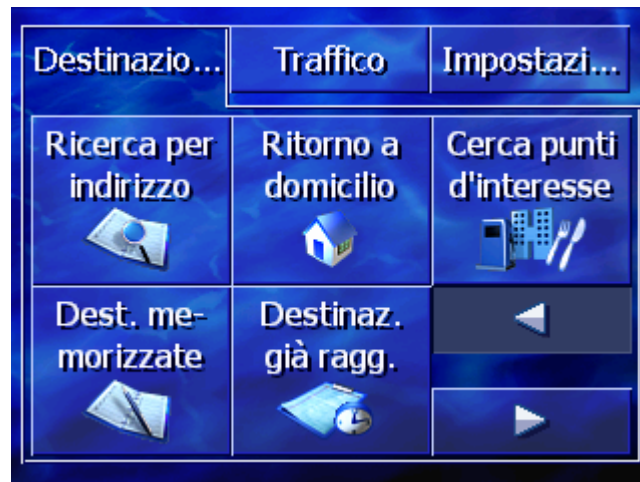 Destinazio...
Traffico
Impostazi...
Ricerca per
indirizzo
Ritorno a
domicilio
Cerca punti
d'interesse
Dest. me-
morizzate
Destinaz.
già ragg.